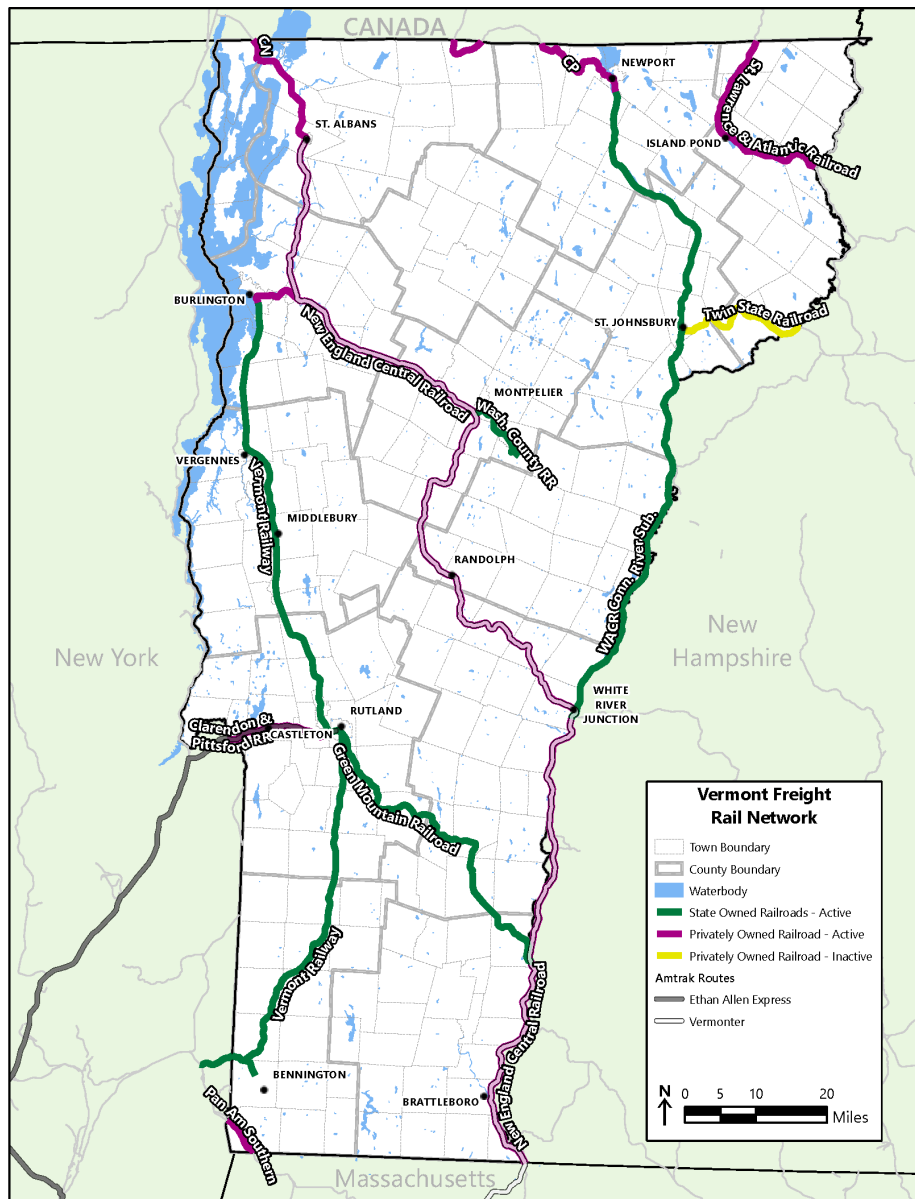 CANADA
CN
CP
NEWPORT
St. Lawrence & Atlantic Railroad
ST. ALBANS
ISLAND POND
BURLINGTON
Twin State Railroad
ST. JOHNSBURY
New England Central Railroad
MONTPELIER
Wash. County RR
VERGENNES
Vermont Railway
MIDDLEBURY
WACR Conn. River Sub.
RANDOLPH
New York
New
Hampshire
WHITE
RIVER
JUNCTION
RUTLAND
Clarendon &
Pittsford RR
CASTLETON
Green Mountain Railroad
Vermont Railway
New England Central Railroad
BENNINGTON
BRATTLEBORO
Pan Am Southern
Massachusetts
Vermont Freight
Rail Network
Town Boundary
County Boundary
Waterbody
State Owned Railroads - Active
Privately Owned Railroad - Active
Privately Owned Railroad - Inactive
Amtrak Routes
Ethan Allen Express
Vermonter
N
0 5 10 20
Miles